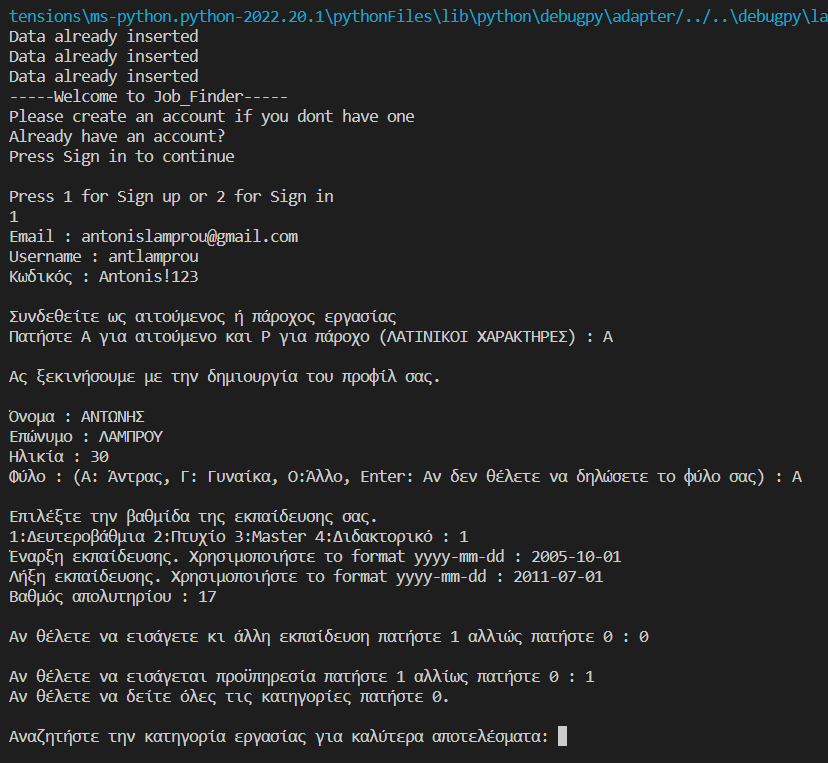 tensions\ms-python.python-2022.20.1\pythonFiles\lib\python\debugpy\adapter/../..\debugpy\la
Data already inserted
Data already inserted
Data already inserted
-----Welcome to Job_Finder-----
Please create an account if you dont have one
Already have an account?
Press Sign in to continue
Press 1 for Sign up or 2 for Sign in
1
Email : antonislamprou@gmail.com
Username : antlamprou
Κωδικός : Antonis!123
Συνδεθείτε ως αιτούμενος ή πάροχος εργασίας
Πατήστε A για αιτούμενο και P για πάροχο (ΛΑΤΙΝΙΚΟΙ ΧΑΡΑΚΤΗΡΕΣ) : A
Ας ξεκινήσουμε με την δημιουργία του προφίλ σας.
Όνομα : ΑΝΤΩΝΗΣ
Επώνυμο : ΛΑΜΠΡΟΥ
Ηλικία : 30
Φύλο : (Α: Άντρας, Γ: Γυναίκα, Ο:Άλλο, Enter: Αν δεν θέλετε να δηλώσετε το φύλο σας) : Α
Επιλέξτε την βαθμίδα της εκπαίδευσης σας.
1:Δευτεροβάθμια 2:Πτυχίο 3:Master 4:Διδακτορικό : 1
Έναρξη εκπαίδευσης. Χρησιμοποιήστε το format yyyy-mm-dd : 2005-10-01
Λήξη εκπαίδευσης. Χρησιμοποιήστε το format yyyy-mm-dd : 2011-07-01
Βαθμός απολυτηρίου : 17
Αν θέλετε να εισάγετε κι άλλη εκπαίδευση πατήστε 1 αλλιώς πατήστε 0 : 0
Αν θέλετε να εισάγεται προϋπηρεσία πατήστε 1 αλλίως πατήστε 0 : 1
Αν θέλετε να δείτε όλες τις κατηγορίες πατήστε 0.
Αναζητήστε την κατηγορία εργασίας για καλύτερα αποτελέσματα: